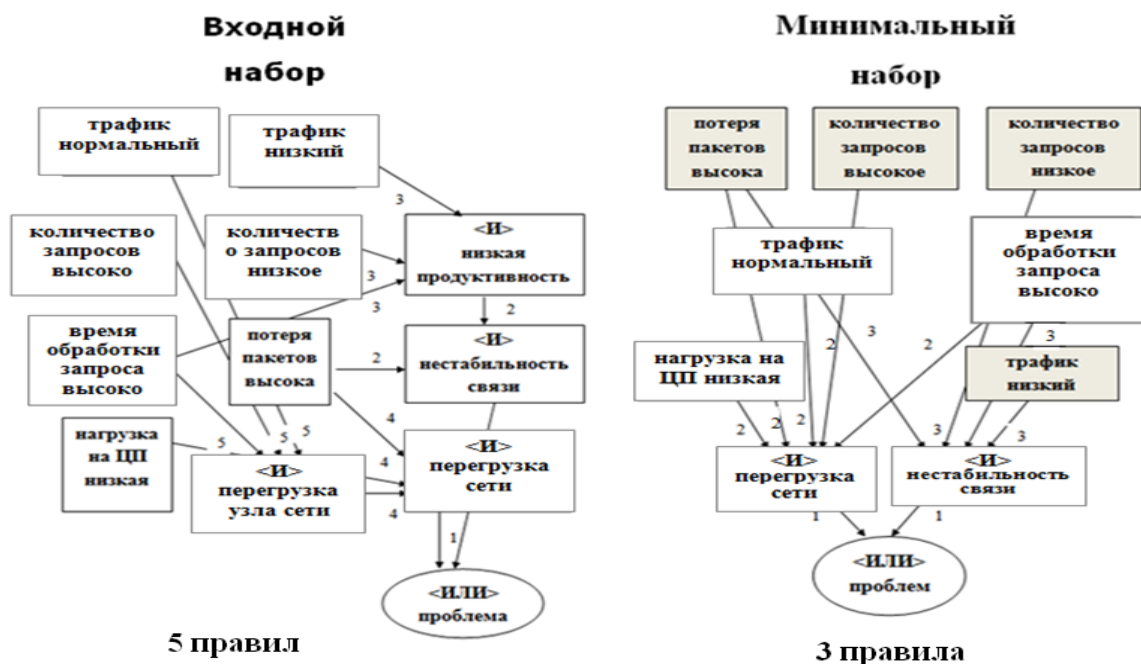 Входной
набор
трафик
нормальный
трафик
низкий
3
количество
запросов
высоко
количеств
о запросов
низкое
<И>
низкая
продуктивность
3
3
2
время
обработки
запроса
высоко
потеря
пакетов
высока
2
<И>
нестабильность
связи
4
нагрузка
на ЦП
низкая
5
5
5
<И>
перегрузка
узла сети
4
4
<И>
перегрузка
сети
1
<ИЛИ>
проблема
5 правил
Минимальный
набор
потеря
пакетов
высока
количество
запросов
высокое
количество
запросов
низкое
трафик
нормальный
время
обработки
запроса
высоко
3
2
2
3
нагрузка на
ЦП низкая
трафик
низкий
2
2
2
3
3
<И>
перегрузка
сети
<И>
нестабильность
связи
1
1
<ИЛИ>
проблем
3 правила